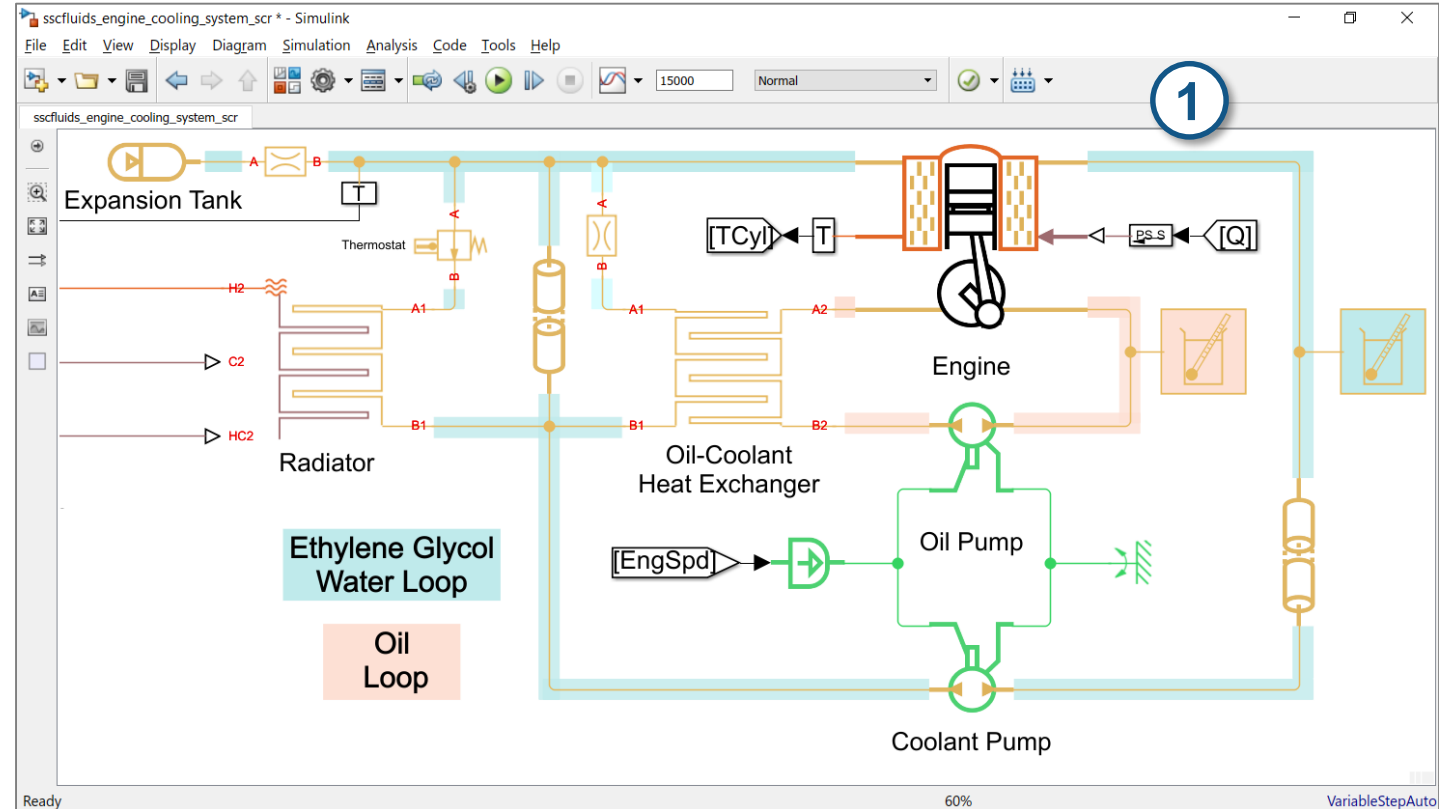 sscfluids_engine_cooling_system_scr * - Simulink
File Edit View Display Diagram Simulation Analysis Code Tools Help
15000 Normal
1
sscfluids_engine_cooling_system_scr
A B
Expansion Tank
T
A
A
Thermostat
B
B
[TCyl] T
PS S [Q]
H2
A1
A1
A2
C2
Engine
HC2
B1
B1
B2
Radiator
Oil-Coolant
Heat Exchanger
Ethylene Glycol
Water Loop
[EngSpd]
Oil Pump
Oil
Loop
Coolant Pump
Ready 60% VariableStepAuto